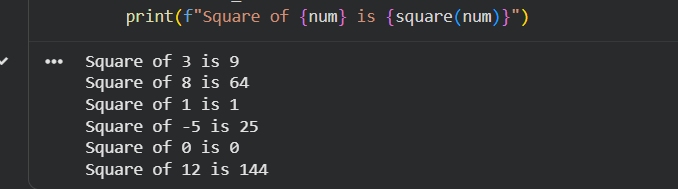 print(f"Square of {num} is {square(num)}")
Square of 3 is 9
Square of 8 is 64
Square of 1 is 1
Square of -5 is 25
Square of 0 is 0
Square of 12 is 144